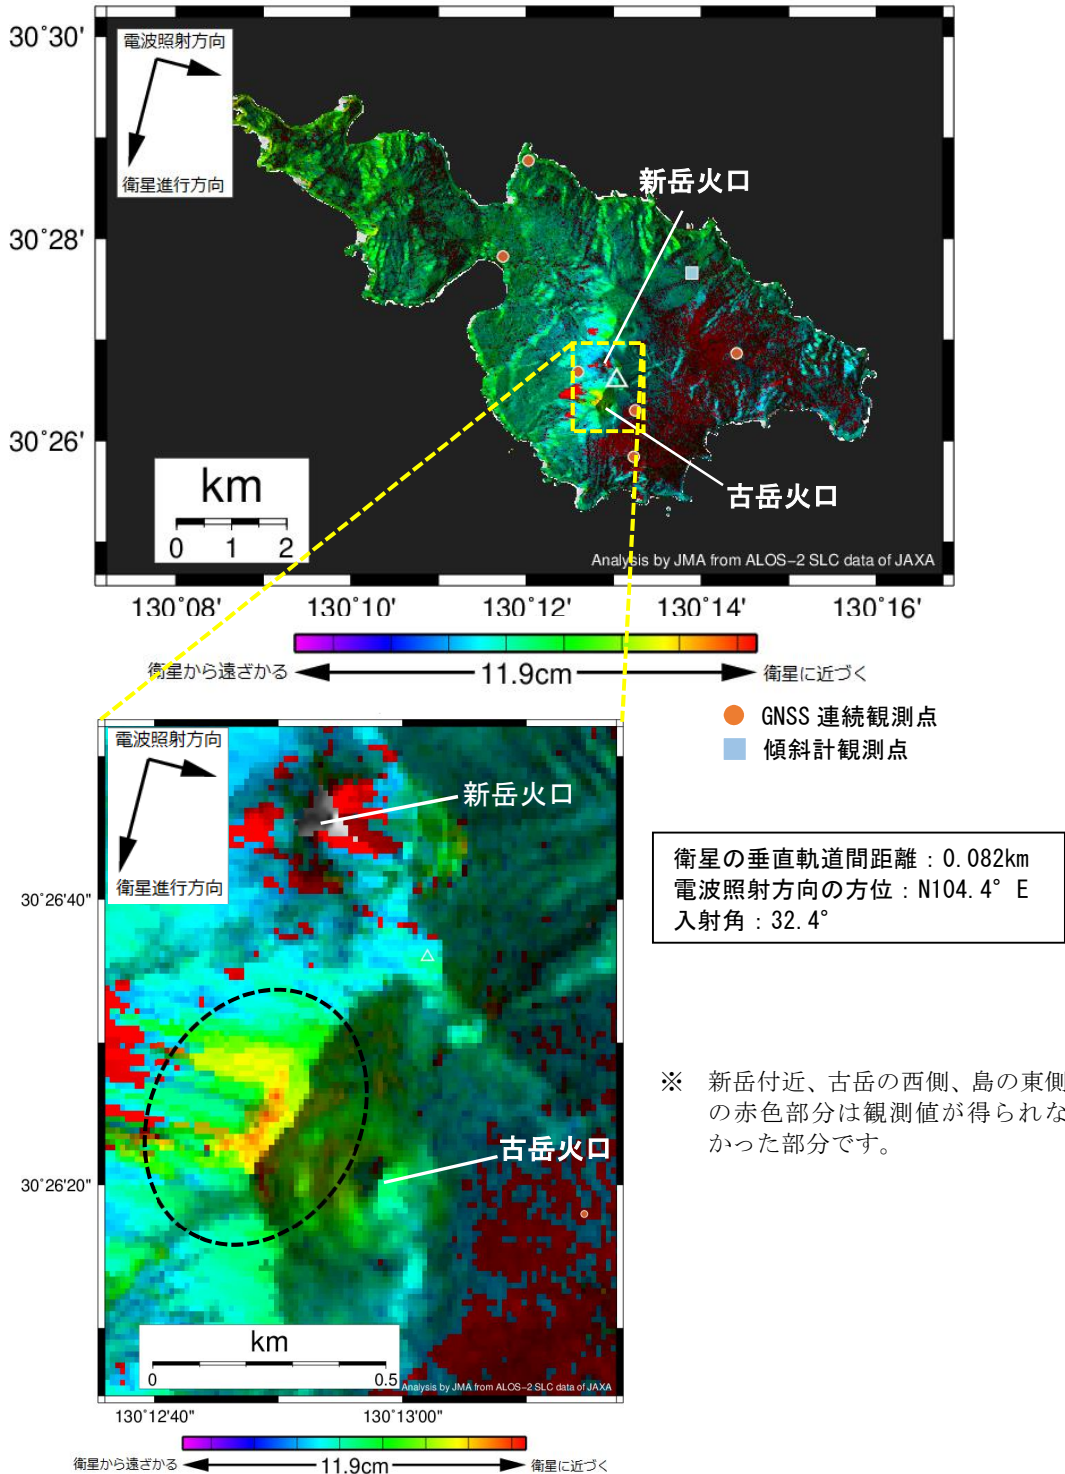 30°30'
電波照射方向
衛星進行方向
新岳火口
30°28'
30°26'
古岳火口
km
0 1 2
Analysis by JMA from ALOS-2 SLC data of JAXA
130°08' 130°10' 130°12' 130°14' 130°16'
衛星から遠ざかる 11.9cm 衛星に近づく
GNSS 連続観測点
傾斜計観測点
電波照射方向
衛星進行方向
新岳火口
30°26'40"
衛星の垂直軌道間距離：0.082km
電波照射方向の方位：N104.4° E
入射角：32.4°
※ 新岳付近、古岳の西側、島の東側
の赤色部分は観測値が得られな
かった部分です。
古岳火口
30°26'20"
km
0 0.5
Analysis by JMA from ALOS-2 SLC data of JAXA
130°12'40" 130°13'00"
衛星から遠ざかる 11.9cm 衛星に近づく